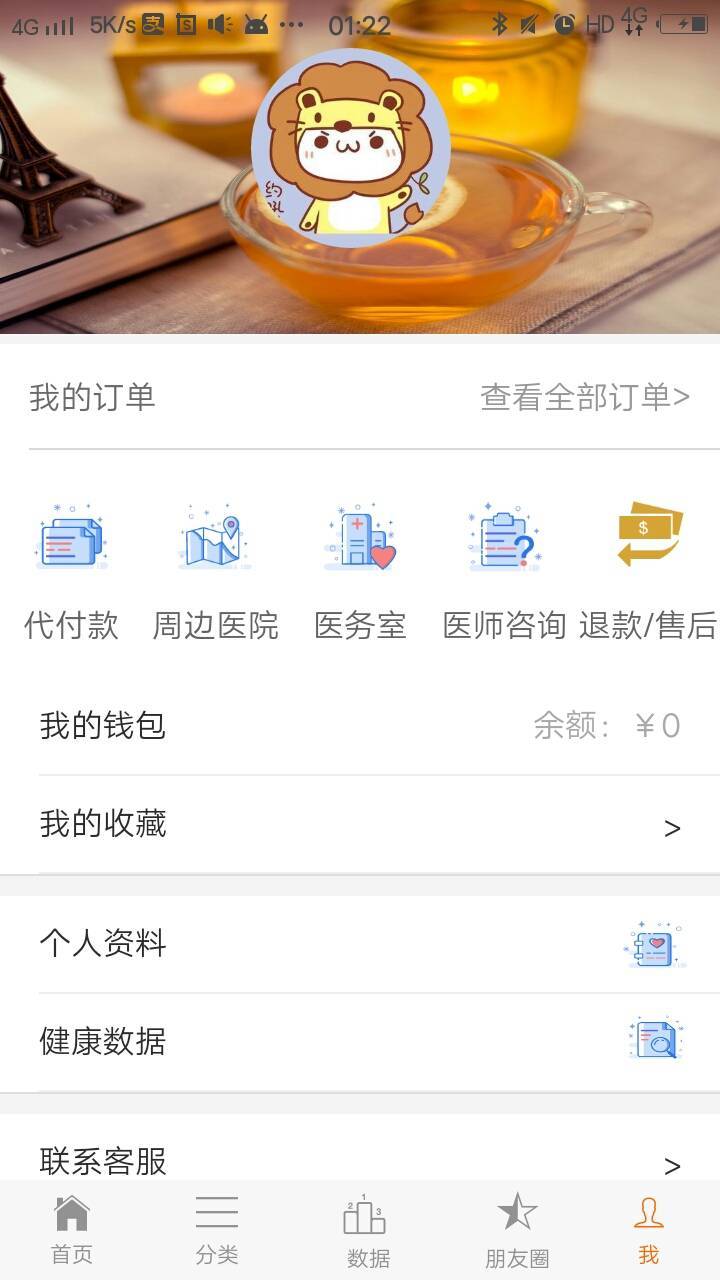 4G 5K/s 01:22 HD 4G
我的订单 查看全部订单>
代付款 周边医院 医务室 医师咨询 退款/售后
我的钱包 余额：￥0
我的收藏 >
个人资料
健康数据
联系客服 >
首页 分类 数据 朋友圈 我